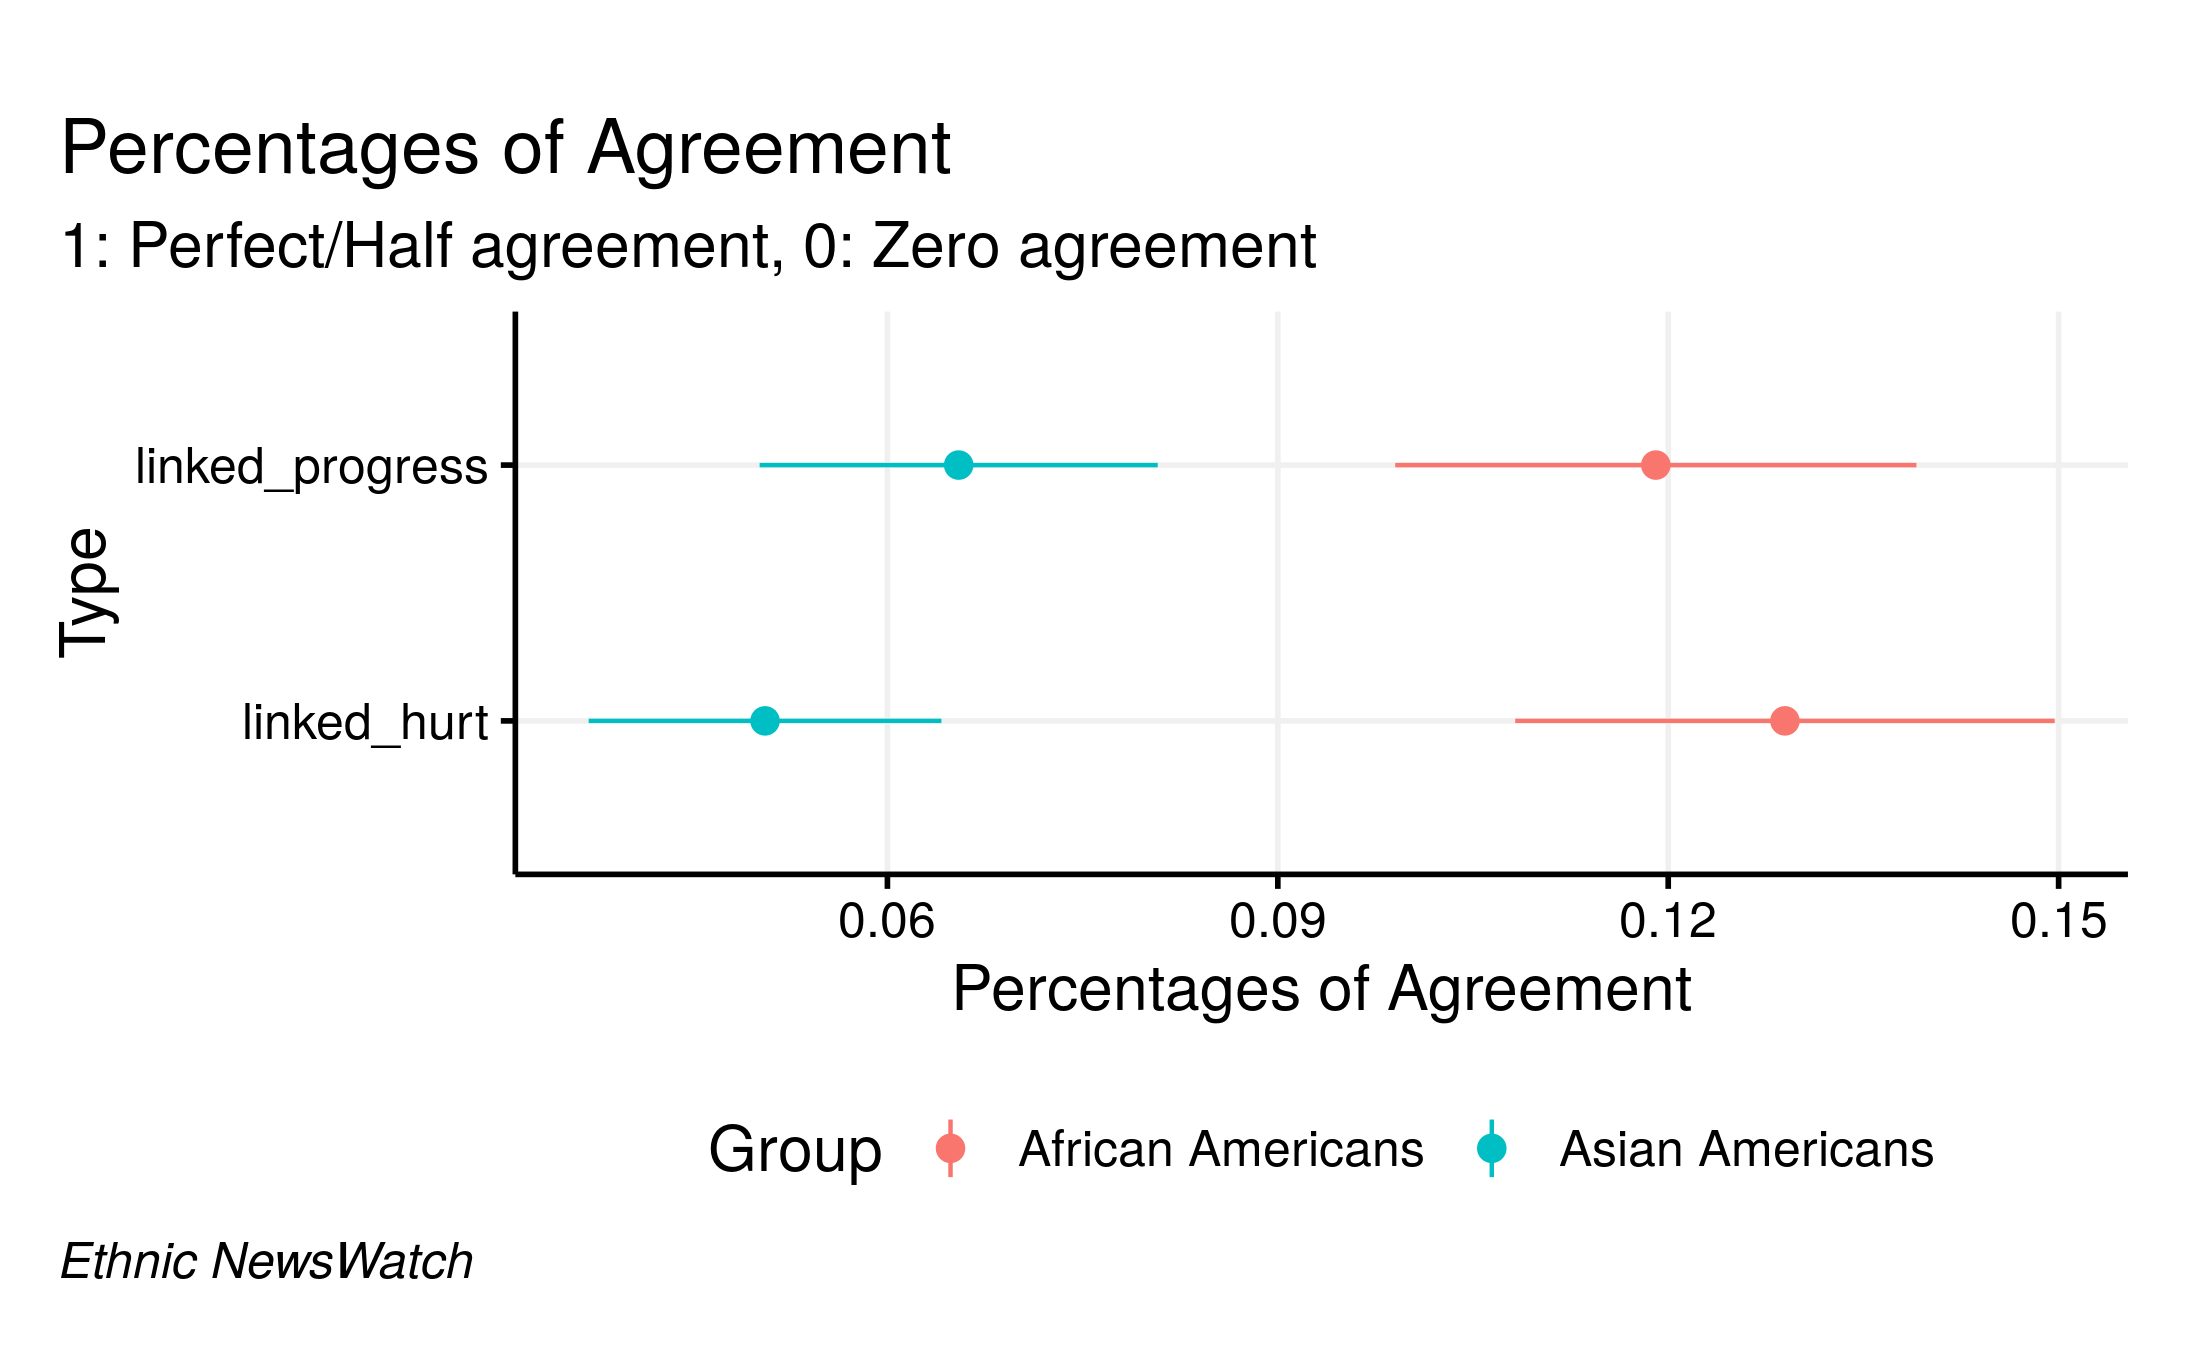 Percentages of Agreement
1: Perfect/Half agreement, 0: Zero agreement
linked_progress
Type
linked_hurt
0.06 0.09 0.12 0.15
Percentages of Agreement
Group African Americans Asian Americans
Ethnic NewsWatch